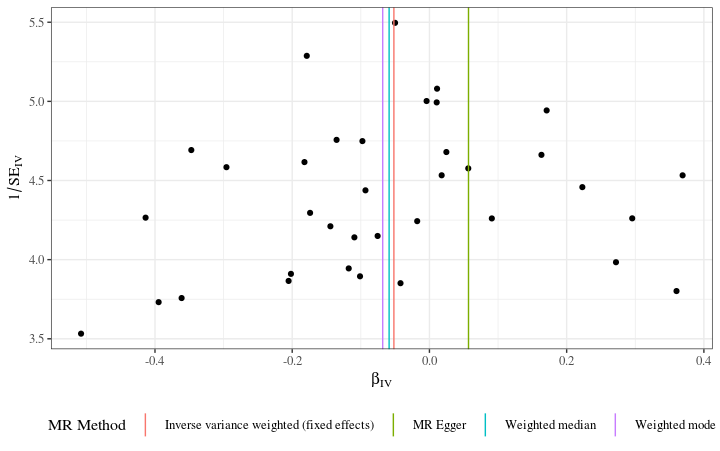 5.5
5.0
4.5
4.0
3.5
1/SE_IV
-0.4 -0.2 0.0 0.2 0.4
β_IV
MR Method Inverse variance weighted (fixed effects) MR Egger Weighted median Weighted mode